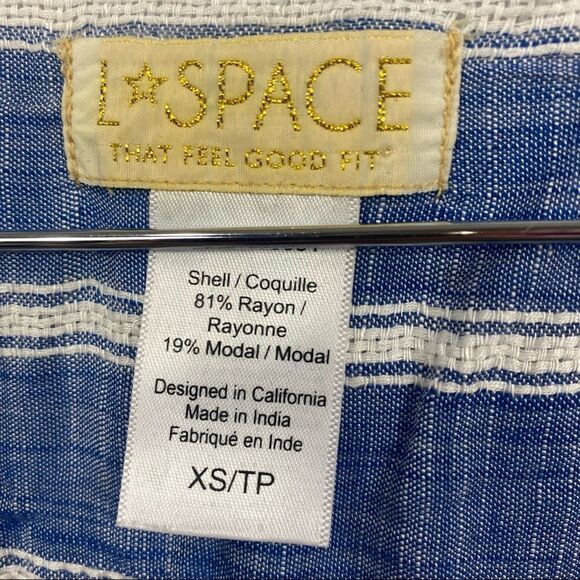 L☆SPACE
THAT FEEL GOOD FIT®
Shell / Coquille
81% Rayon /
Rayonne
19% Modal / Modal
Designed in California
Made in India
Fabriqué en Inde
XS/TP